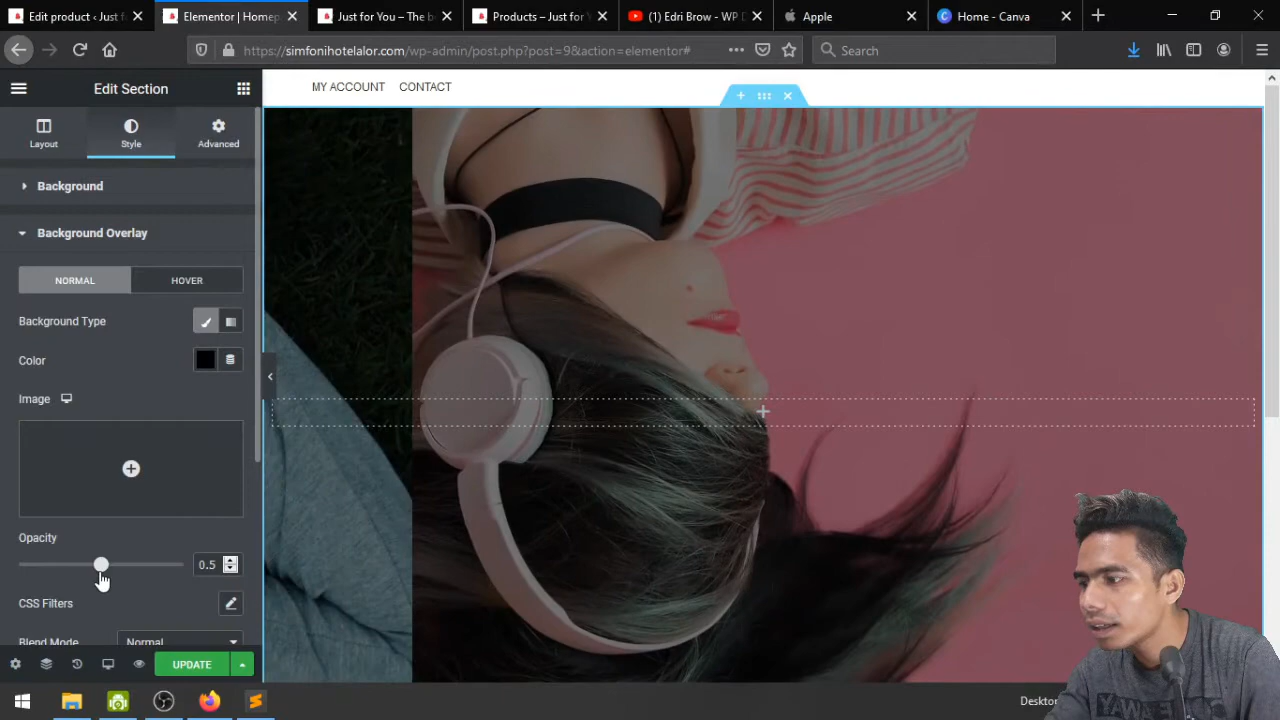 Edit product ‹ Just f
Elementor | Homep
Just for You – The b
Products – Just for Y
(1) Edri Brow - WP D
Apple
Home - Canva
https://simfonihotelalor.com/wp-admin/post.php?post=9&action=elementor#
Search
Edit Section
MY ACCOUNT CONTACT
Layout
Style
Advanced
Background
Background Overlay
NORMAL
HOVER
Background Type
Color
Image
Opacity
0.5
CSS Filters
Blend Mode
Normal
UPDATE
Desktop